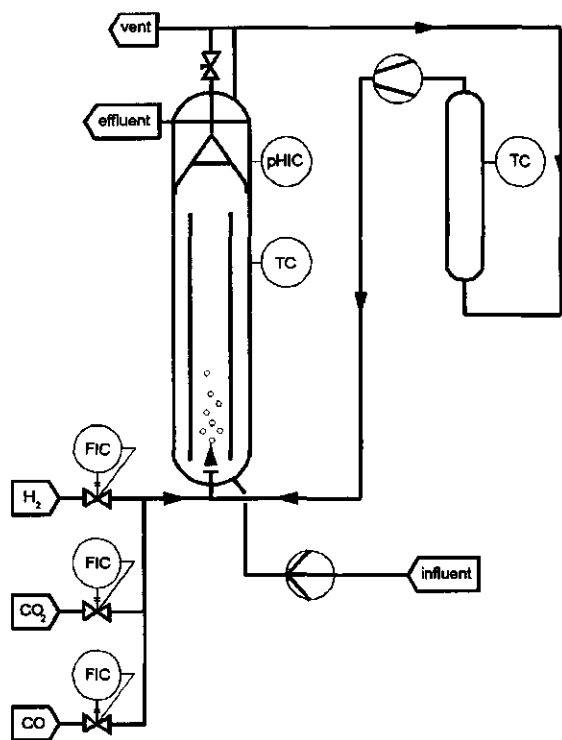 vent
effluent
pHIC
TC
TC
FIC
H₂
FIC
CO₂
influent
FIC
CO